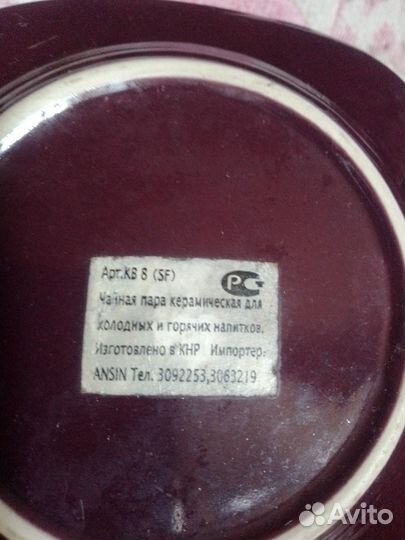 Арт.КВ 8 (SF)
РС
Чайная пара керамическая для
холодных и горячих напитков.
Изготовлено в КНР Импортер:
ANSIN Тел. 3092253,3063219
Avito